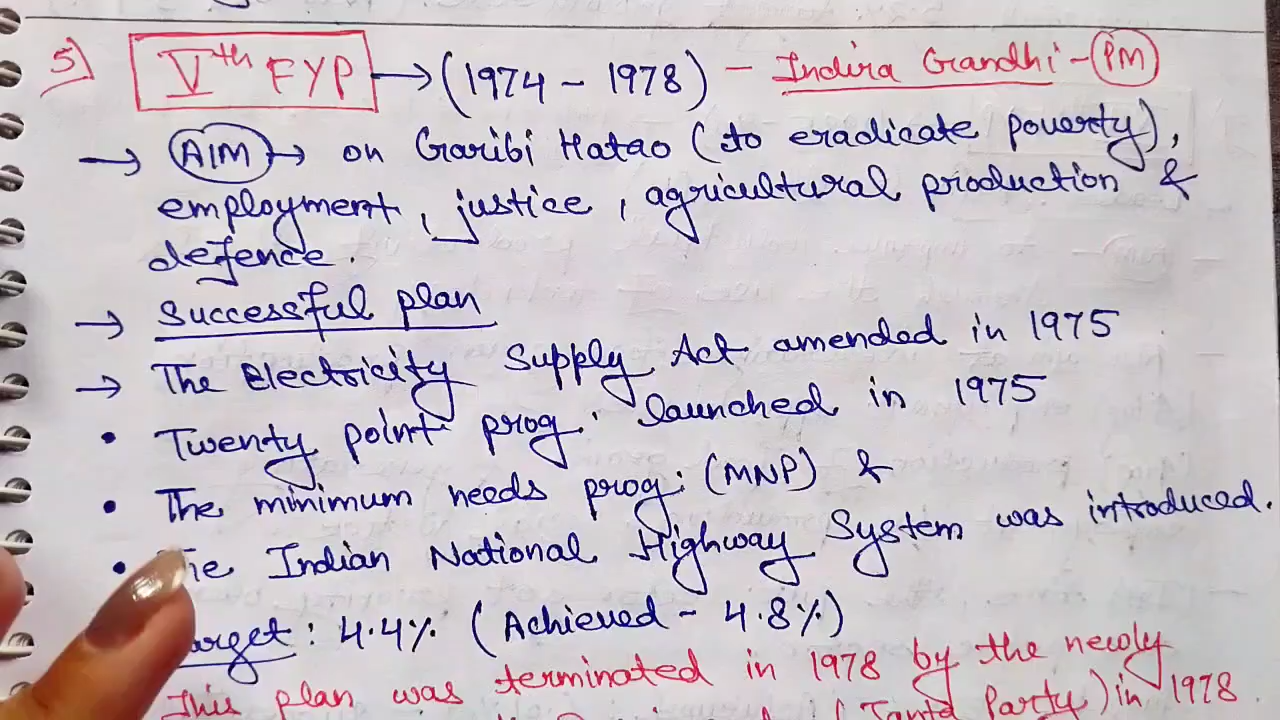 5) Vth FYP → (1974 - 1978) - Indira Gandhi - PM
→ AIM → on Garibi Hatao (to eradicate poverty),
employment, justice, agricultural production &
defence.
→ Successful plan
→ The Electricity Supply Act amended in 1975
• Twenty point prog. launched in 1975
• The minimum needs prog. (MNP) &
• The Indian National Highway System was introduced.
Target: 4.4% (Achieved - 4.8%)
This plan was terminated in 1978 by the newly
Party) in 1978